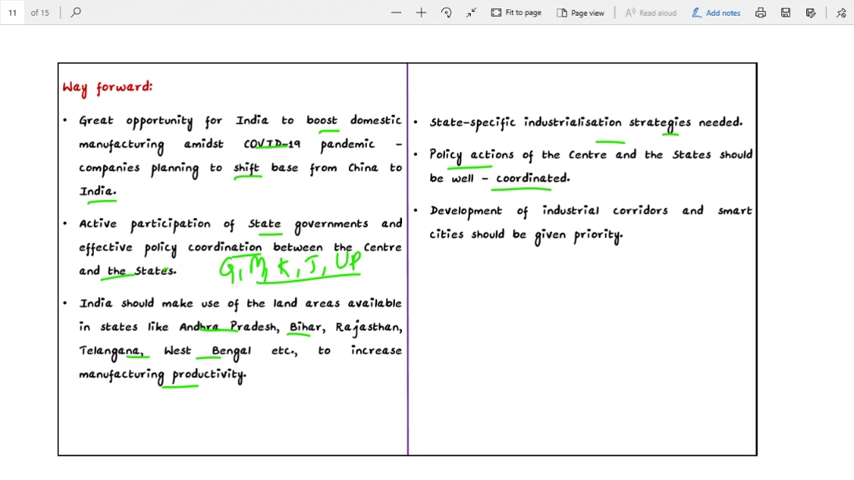 11 of 15
Fit to page
Page view
Read aloud
Add notes
Way forward:
• Great opportunity for India to boost domestic
manufacturing amidst COVID-19 pandemic -
companies planning to shift base from China to
India.
• Active participation of State governments and
effective policy coordination between the Centre
and the States.
G, M, K, J, UP
• India should make use of the land areas available
in states like Andhra Pradesh, Bihar, Rajasthan,
Telangana, West Bengal etc., to increase
manufacturing productivity.
• State-specific industrialisation strategies needed.
• Policy actions of the Centre and the States should
be well - coordinated.
• Development of industrial corridors and smart
cities should be given priority.